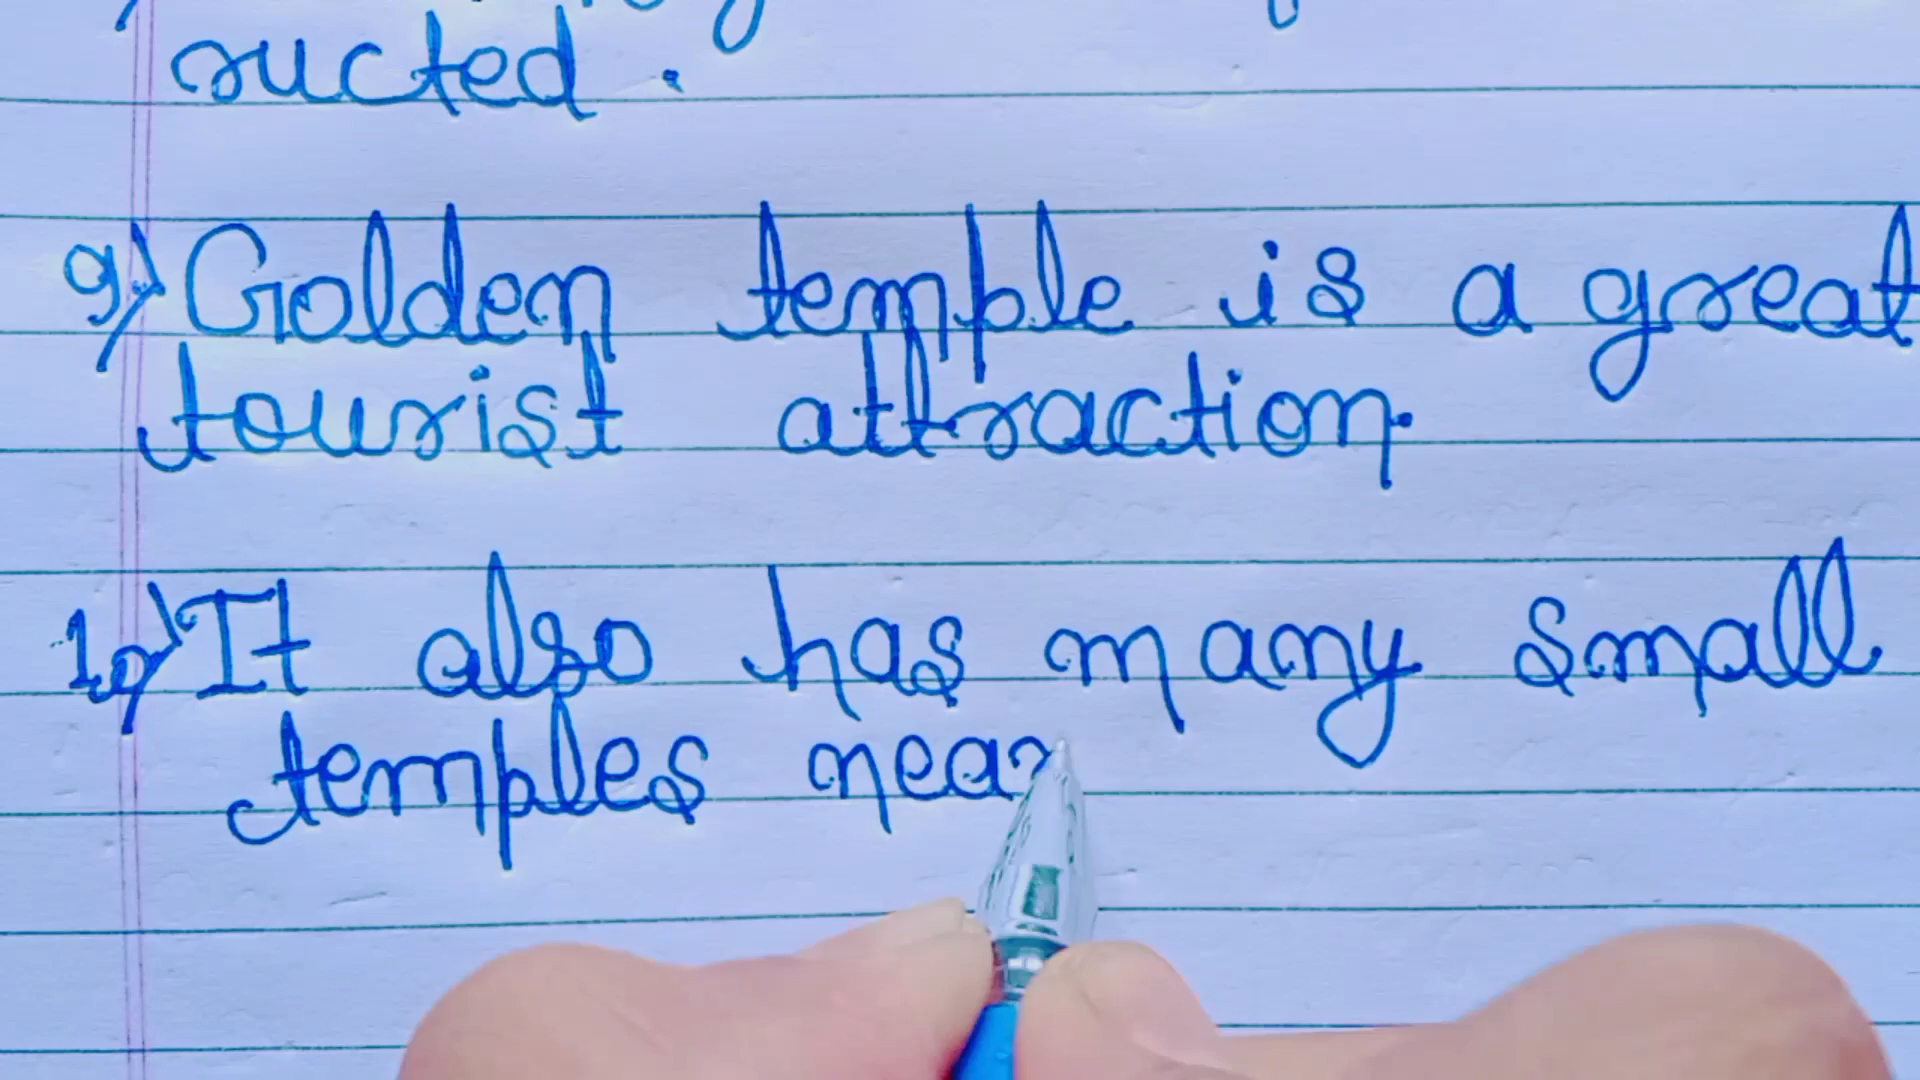 ructed.
9) Golden temple is a great
tourist attraction.
10) It also has many small
temples near